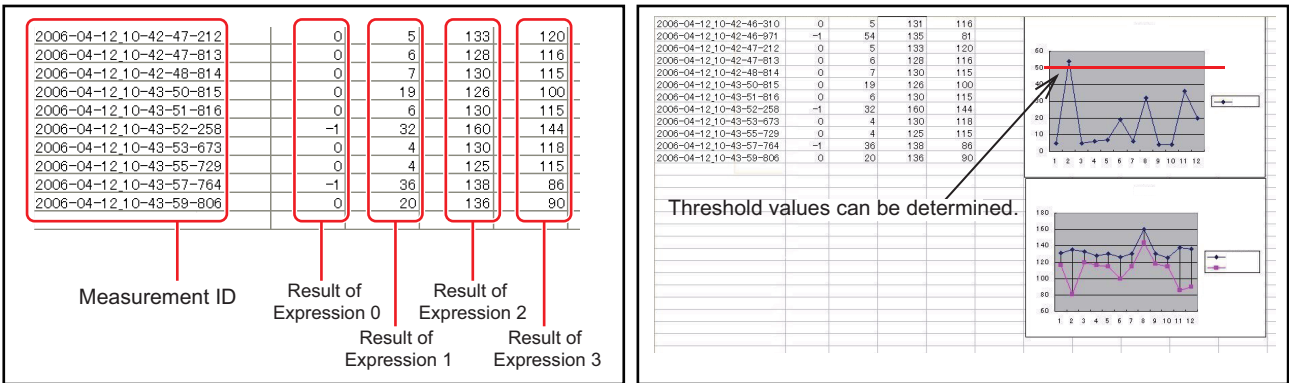 2006-04-12_10-42-47-212 0 5 133 120
2006-04-12_10-42-47-813 0 6 128 116
2006-04-12_10-42-48-814 0 7 130 115
2006-04-12_10-43-50-815 0 19 126 100
2006-04-12_10-43-51-816 0 6 130 115
2006-04-12_10-43-52-258 -1 32 160 144
2006-04-12_10-43-53-673 0 4 130 118
2006-04-12_10-43-55-729 0 4 125 115
2006-04-12_10-43-57-764 -1 36 138 86
2006-04-12_10-43-59-806 0 20 136 90
Measurement ID
Result of
Expression 0
Result of
Expression 1
Result of
Expression 2
Result of
Expression 3
2006-04-12_10-42-46-310 0 5 131 116
2006-04-12_10-42-46-971 -1 54 135 81
2006-04-12_10-42-47-212 0 5 133 120
2006-04-12_10-42-47-813 0 6 128 116
2006-04-12_10-42-48-814 0 7 130 115
2006-04-12_10-43-50-815 0 19 126 100
2006-04-12_10-43-51-816 0 6 130 115
2006-04-12_10-43-52-258 -1 32 160 144
2006-04-12_10-43-53-673 0 4 130 118
2006-04-12_10-43-55-729 0 4 125 115
2006-04-12_10-43-57-764 -1 36 138 86
2006-04-12_10-43-59-806 0 20 136 90
60
50
40
30
20
10
0
1 2 3 4 5 6 7 8 9 10 11 12
Threshold values can be determined.
180
160
140
120
100
80
60
1 2 3 4 5 6 7 8 9 10 11 12